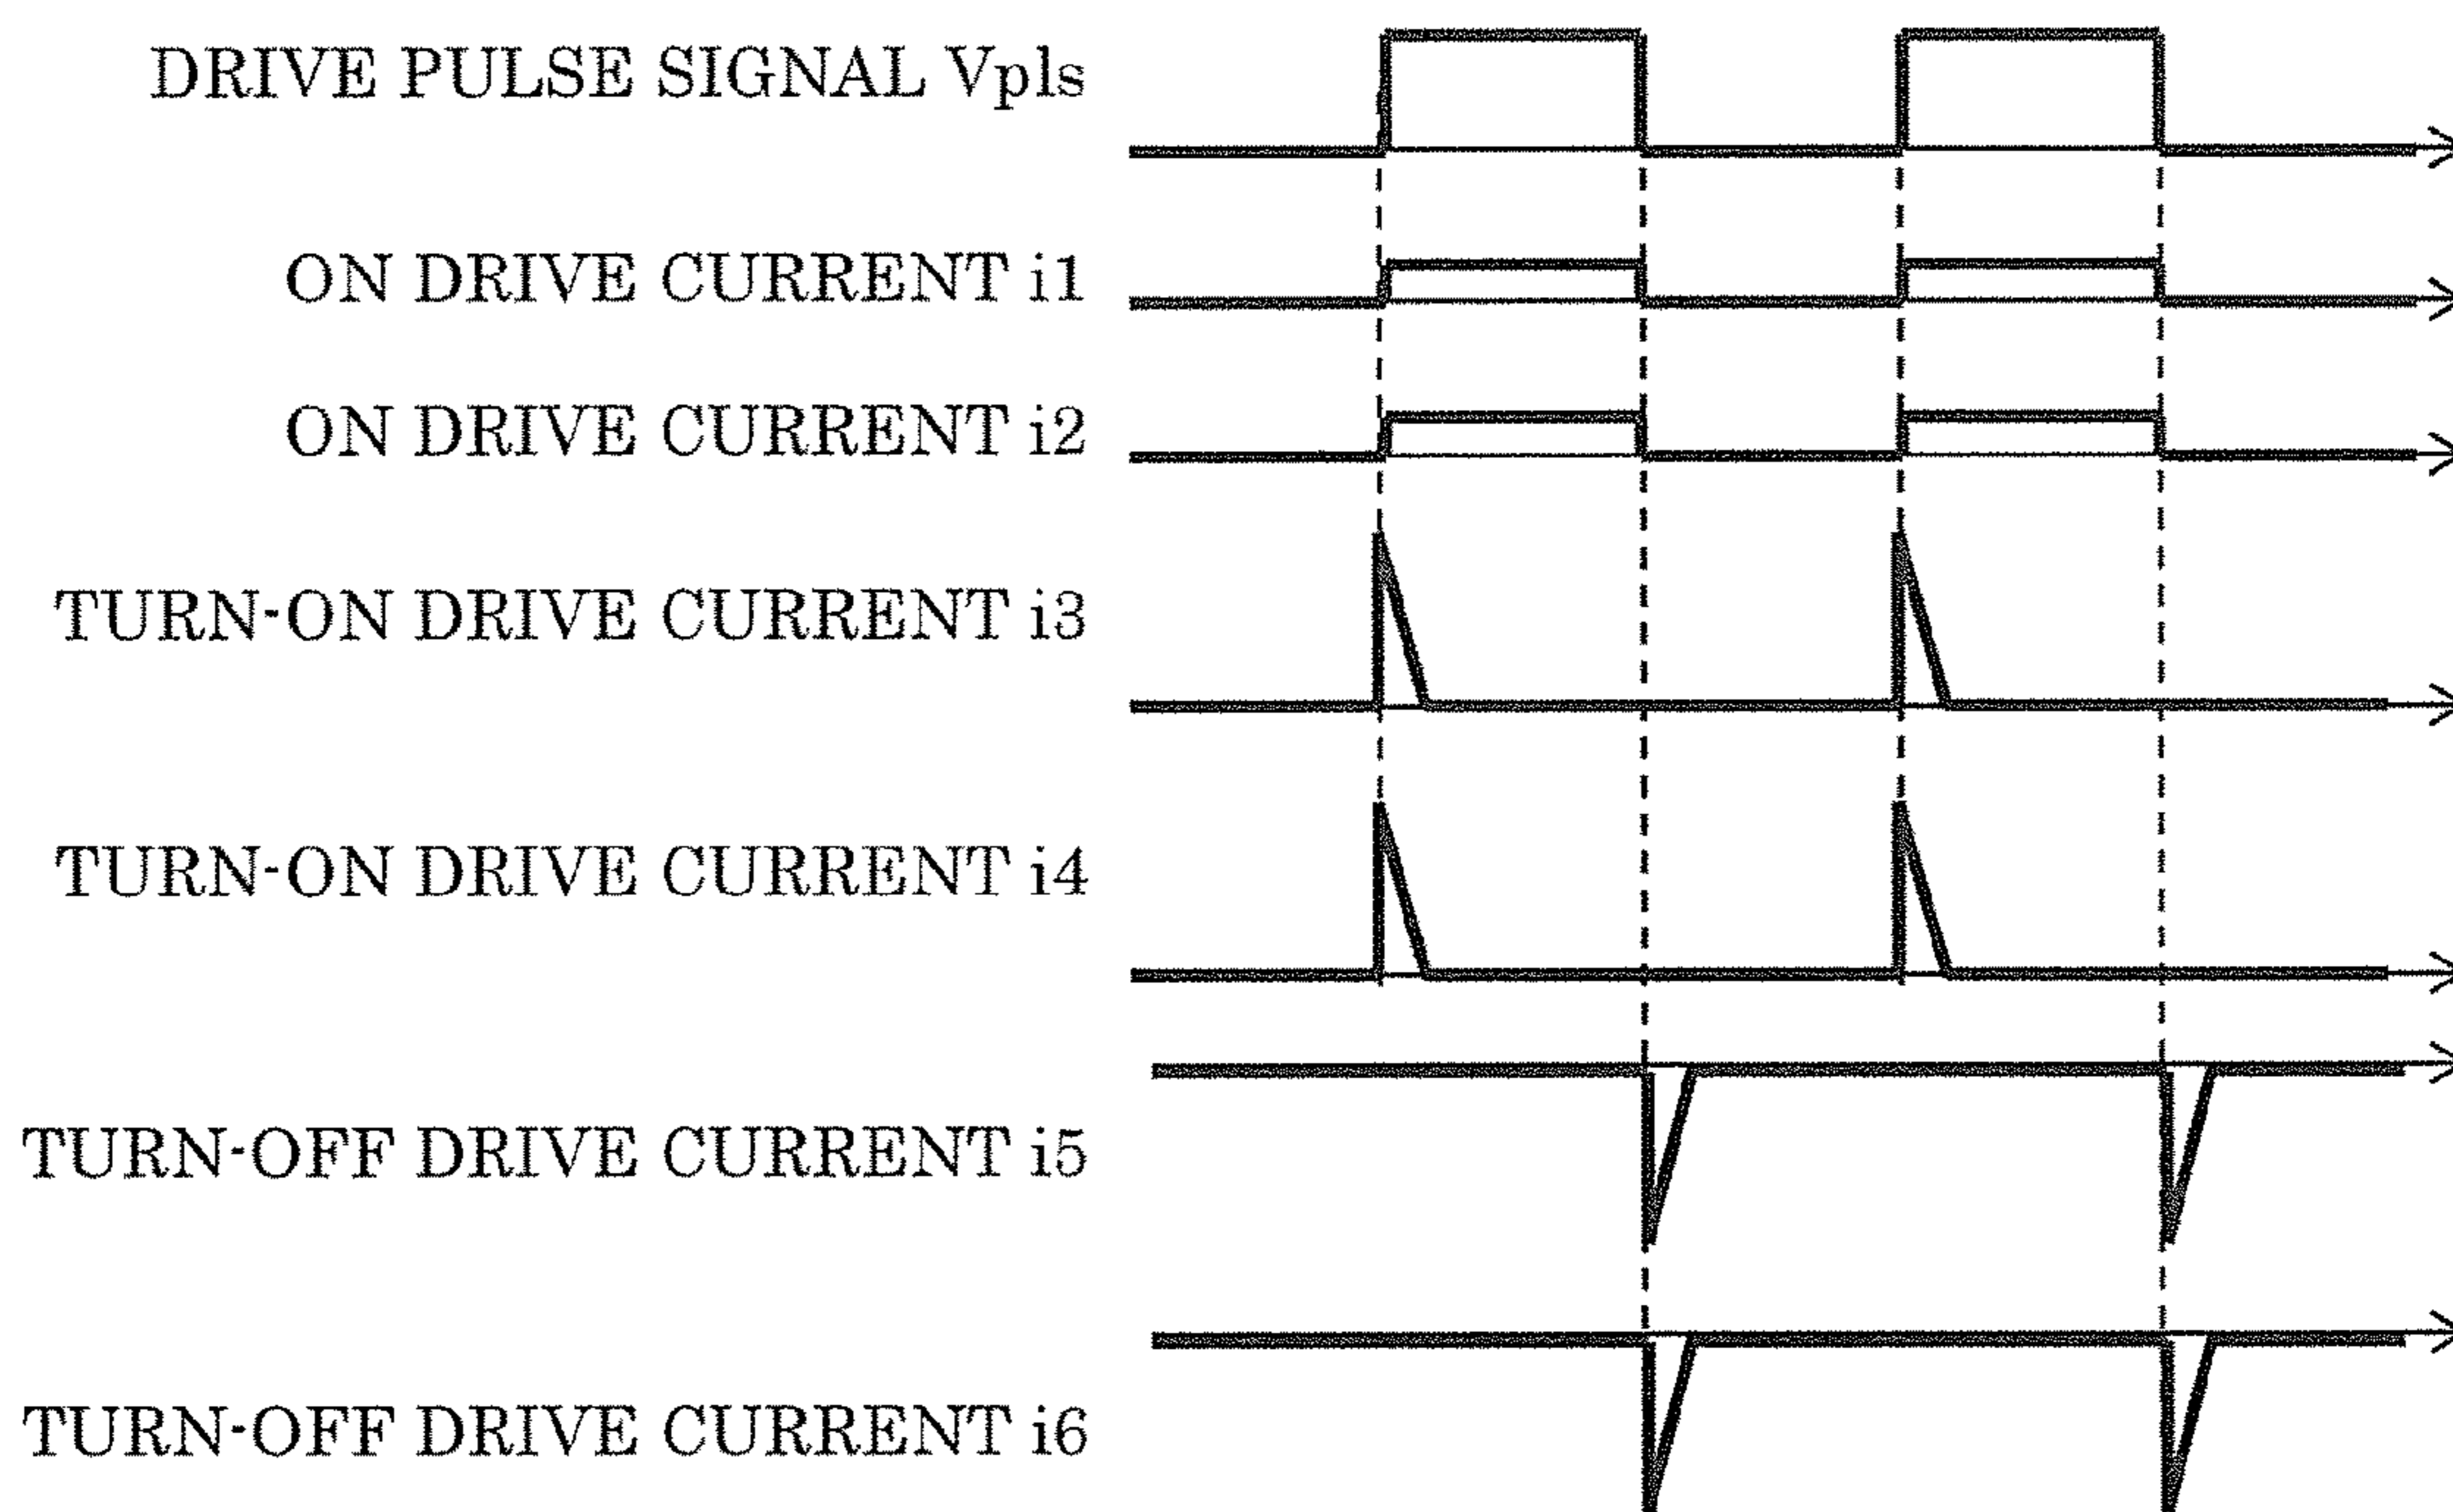 DRIVE PULSE SIGNAL Vpls
ON DRIVE CURRENT i1
ON DRIVE CURRENT i2
TURN-ON DRIVE CURRENT i3
TURN-ON DRIVE CURRENT i4
TURN-OFF DRIVE CURRENT i5
TURN-OFF DRIVE CURRENT i6